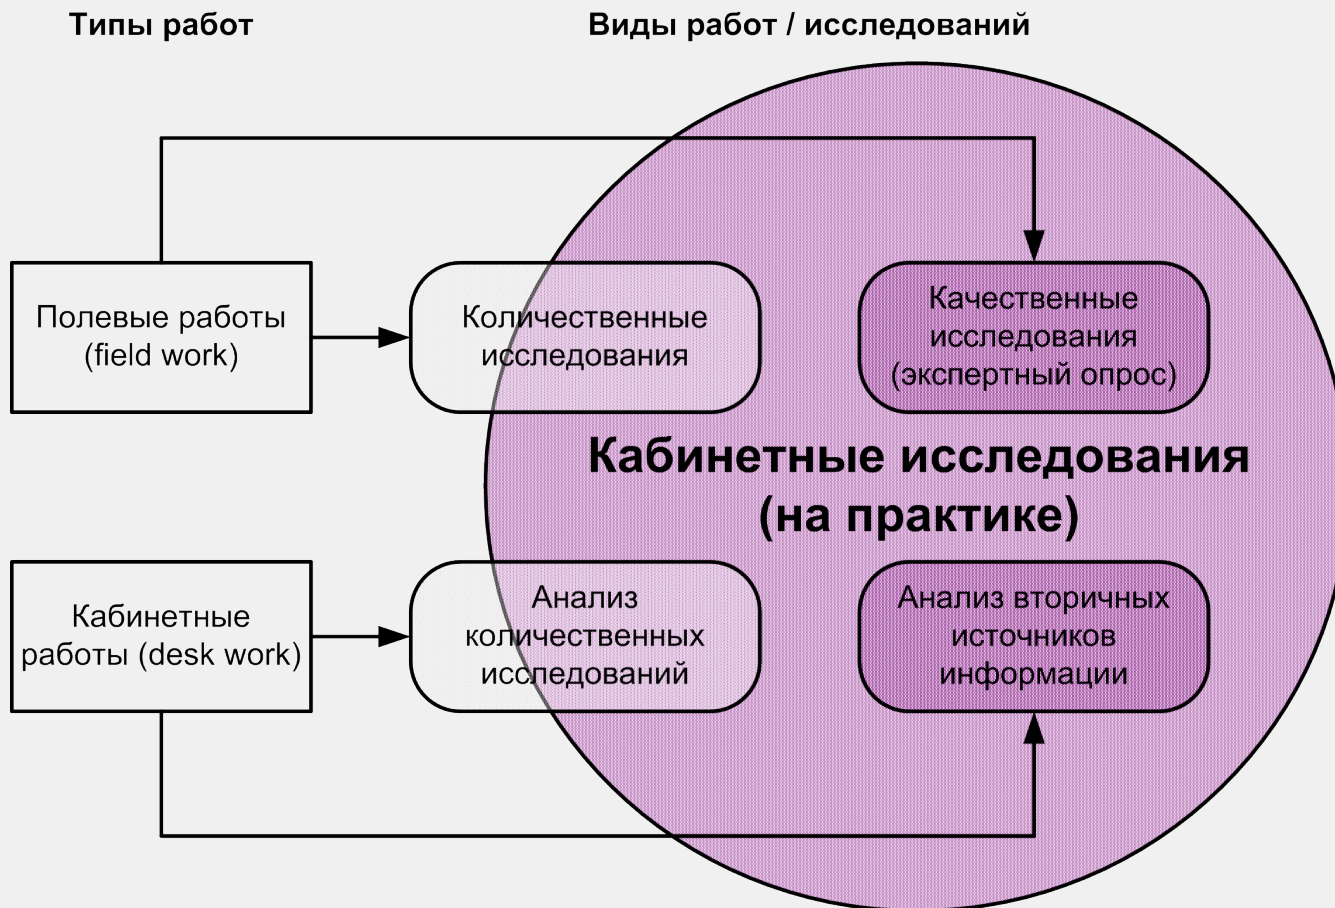 Типы работ
Виды работ / исследований
Полевые работы
(field work)
Количественные
исследования
Качественные
исследования
(экспертный опрос)
Кабинетные исследования
(на практике)
Кабинетные
работы (desk work)
Анализ
количественных
исследований
Анализ вторичных
источников
информации